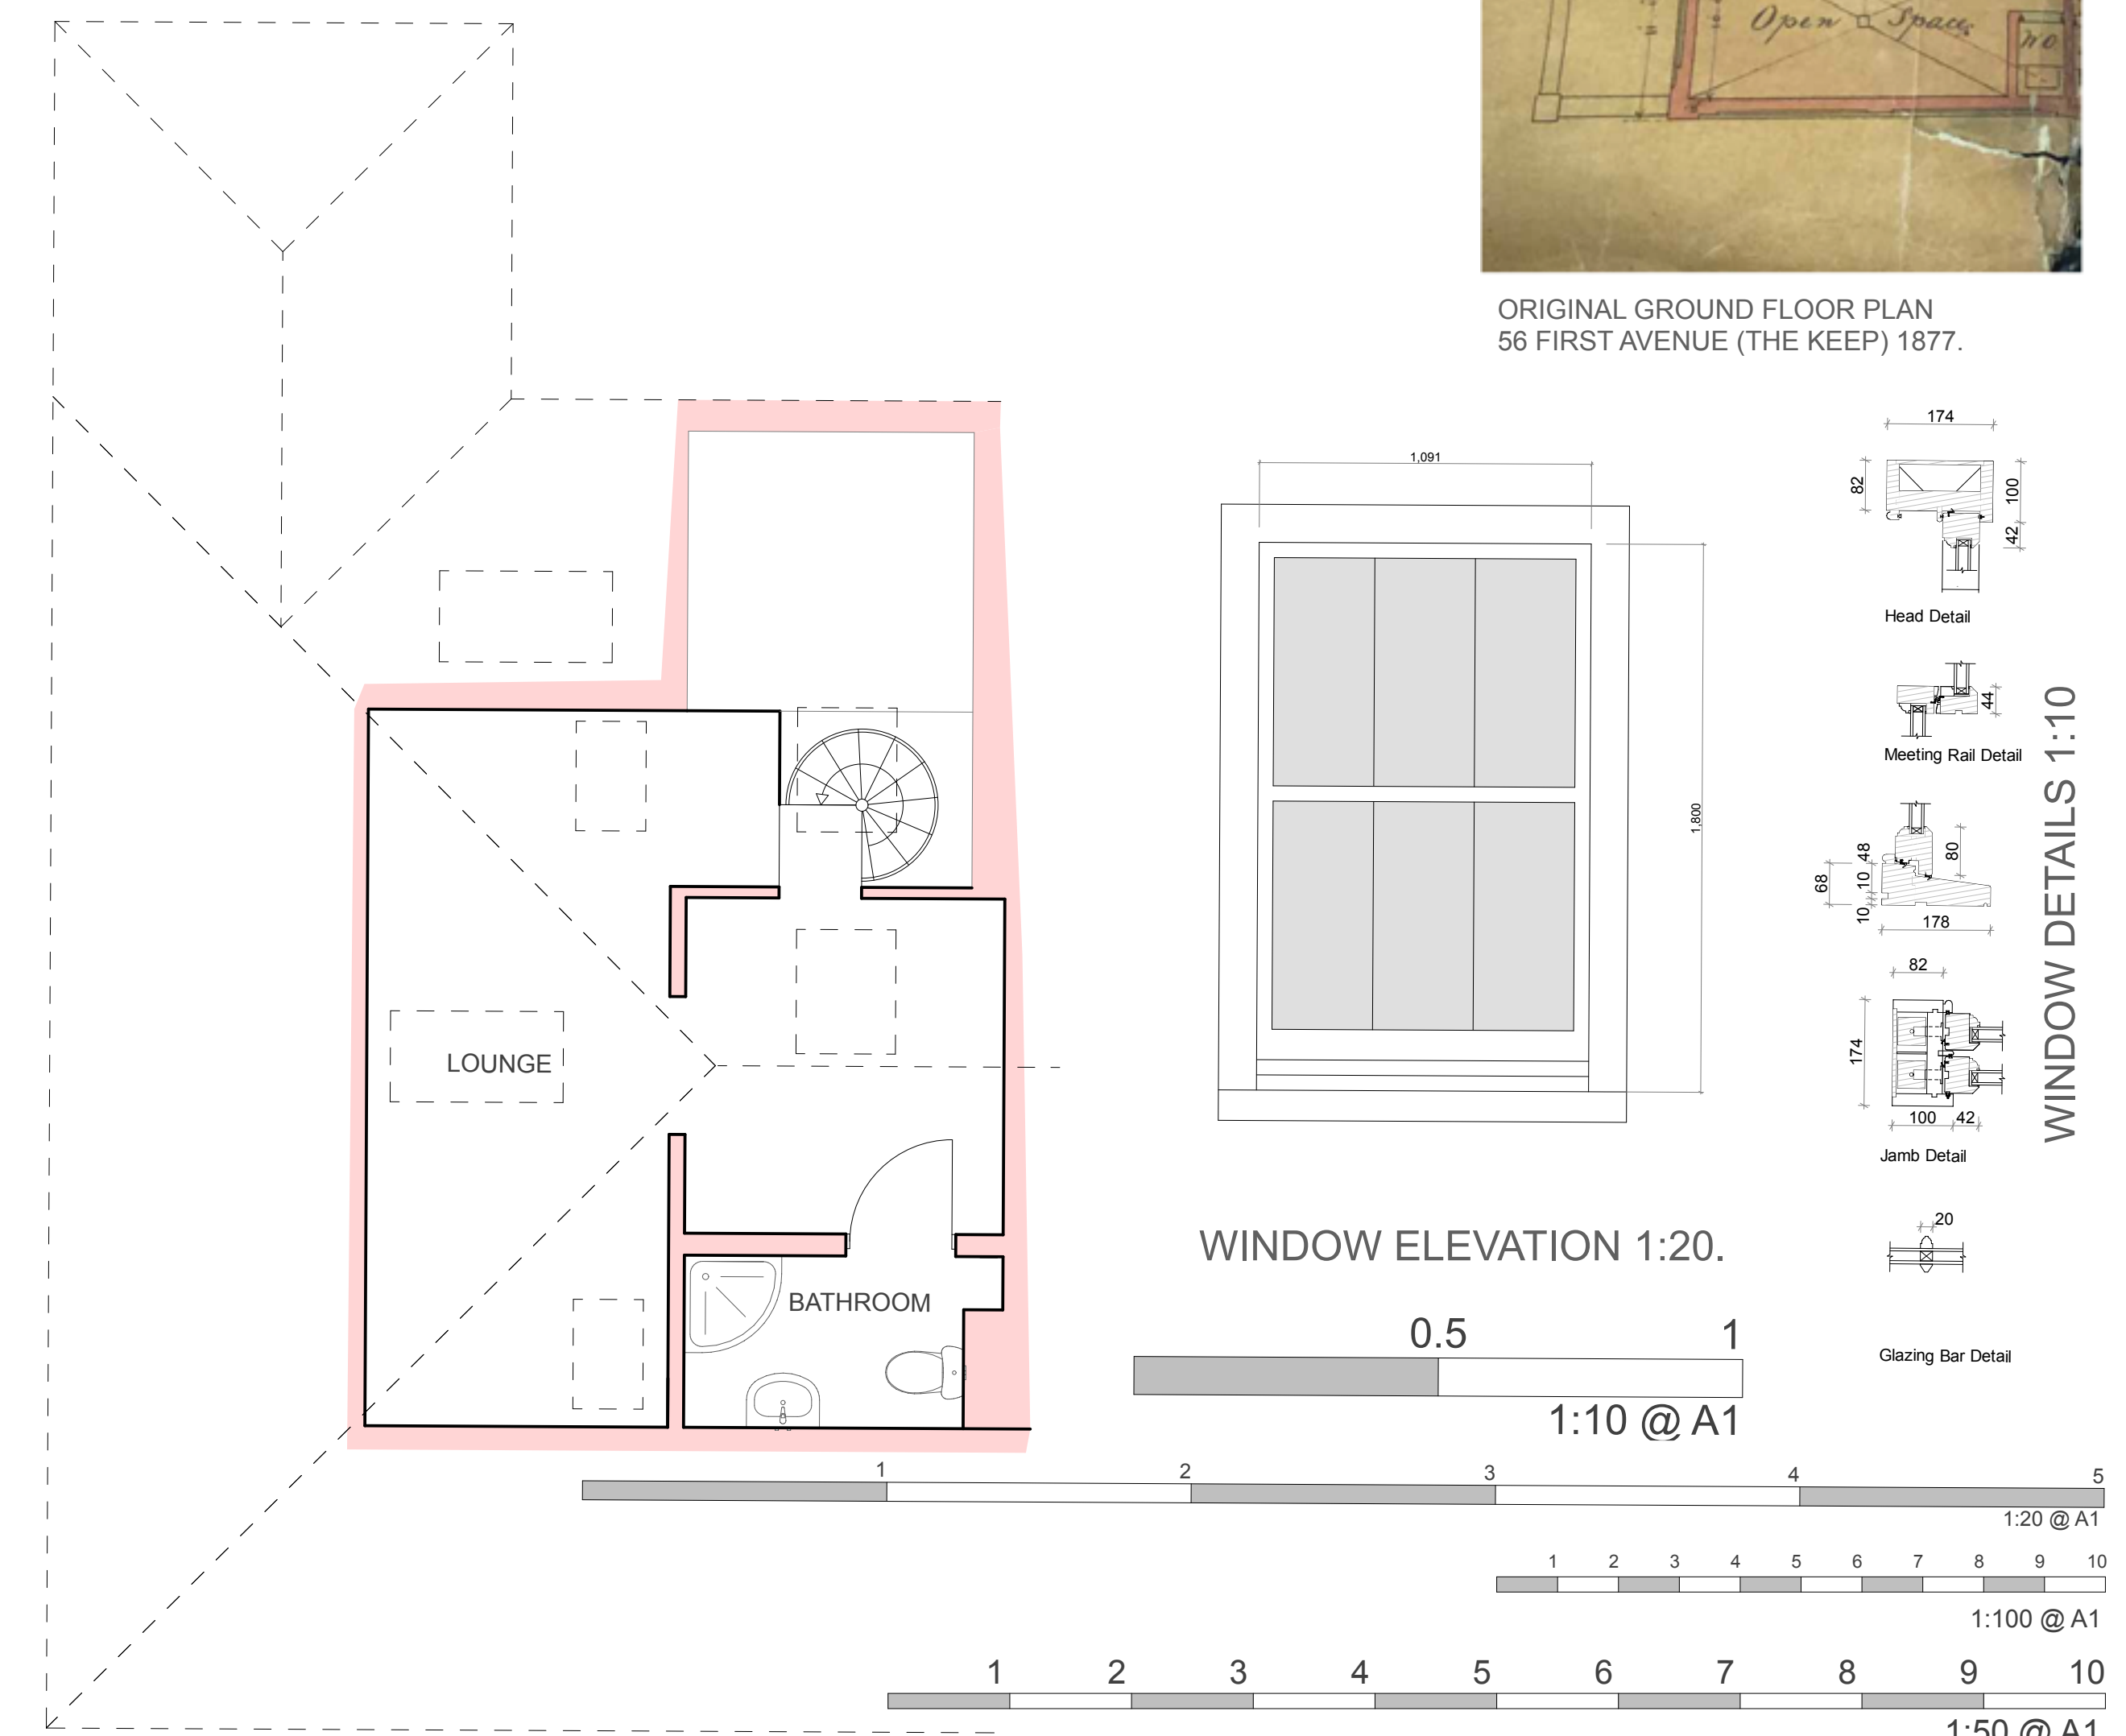 Open Space
WC
ORIGINAL GROUND FLOOR PLAN
56 FIRST AVENUE (THE KEEP) 1877.
174
82
100
42
Head Detail
44
Meeting Rail Detail
48
80
68
10
10
178
82
174
100
42
Jamb Detail
20
Glazing Bar Detail
WINDOW DETAILS 1:10
1,091
1,800
WINDOW ELEVATION 1:20.
LOUNGE
BATHROOM
0.5 1
1:10 @ A1
1 2 3 4 5
1:20 @ A1
1 2 3 4 5 6 7 8 9 10
1:100 @ A1
1 2 3 4 5 6 7 8 9 10
1:50 @ A1